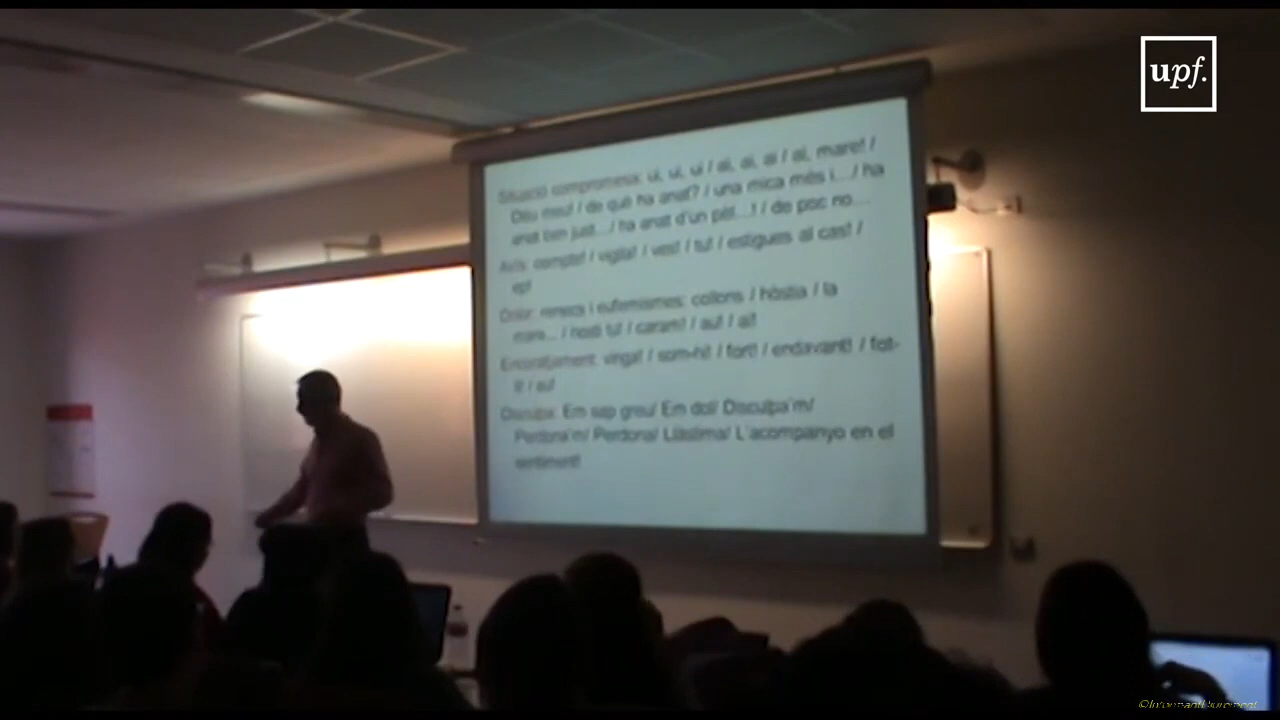 upf.
Situació compromesa: ui, ui, ui / ai, ai, ai / ai, mare! /
Déu meu! / de què ha anat? / una mica més i.../ ha
anat ben just.../ ha anat d'un pèl...! / de poc no...
Avís: compte! / vigila! / ves! / tu! / estigues al cas! /
ep!
Dolor: renecs i eufemismes: collons / hòstia / la
mare... / hosti tu! / caram! / au! / ai!
Encoratjament: vinga! / som-hi! / fort! / endavant! / fot-
li! / au!
Disculpa: Em sap greu/ Em dol/ Disculpa'm/
Perdona'm/ Perdona/ Llàstima/ L'acompanyo en el
sentiment!